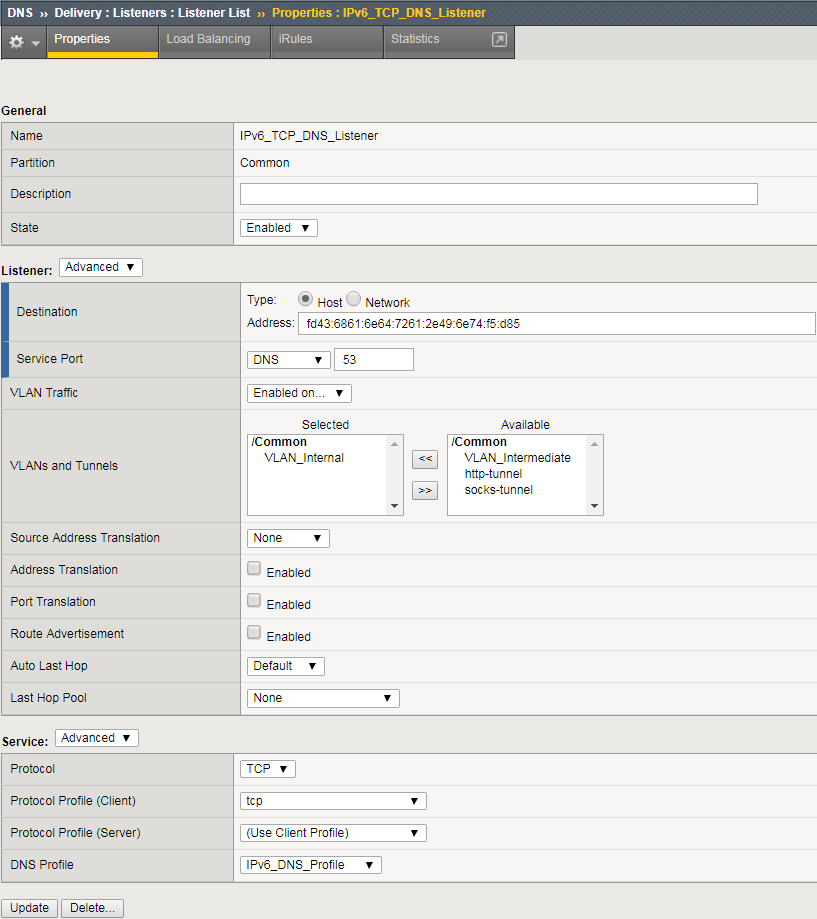 DNS ›› Delivery : Listeners : Listener List ›› Properties : IPv6_TCP_DNS_Listener
Properties Load Balancing iRules Statistics
General
Name IPv6_TCP_DNS_Listener
Partition Common
Description
State Enabled
Listener: Advanced
Destination
Type: Host Network
Address: fd43:6861:6e64:7261:2e49:6e74:f5:d85
Service Port DNS 53
VLAN Traffic Enabled on...
VLANs and Tunnels
Selected Available
/Common /Common
VLAN_Internal VLAN_Intermediate
<< http-tunnel
>> socks-tunnel
Source Address Translation None
Address Translation Enabled
Port Translation Enabled
Route Advertisement Enabled
Auto Last Hop Default
Last Hop Pool None
Service: Advanced
Protocol TCP
Protocol Profile (Client) tcp
Protocol Profile (Server) (Use Client Profile)
DNS Profile IPv6_DNS_Profile
Update Delete...